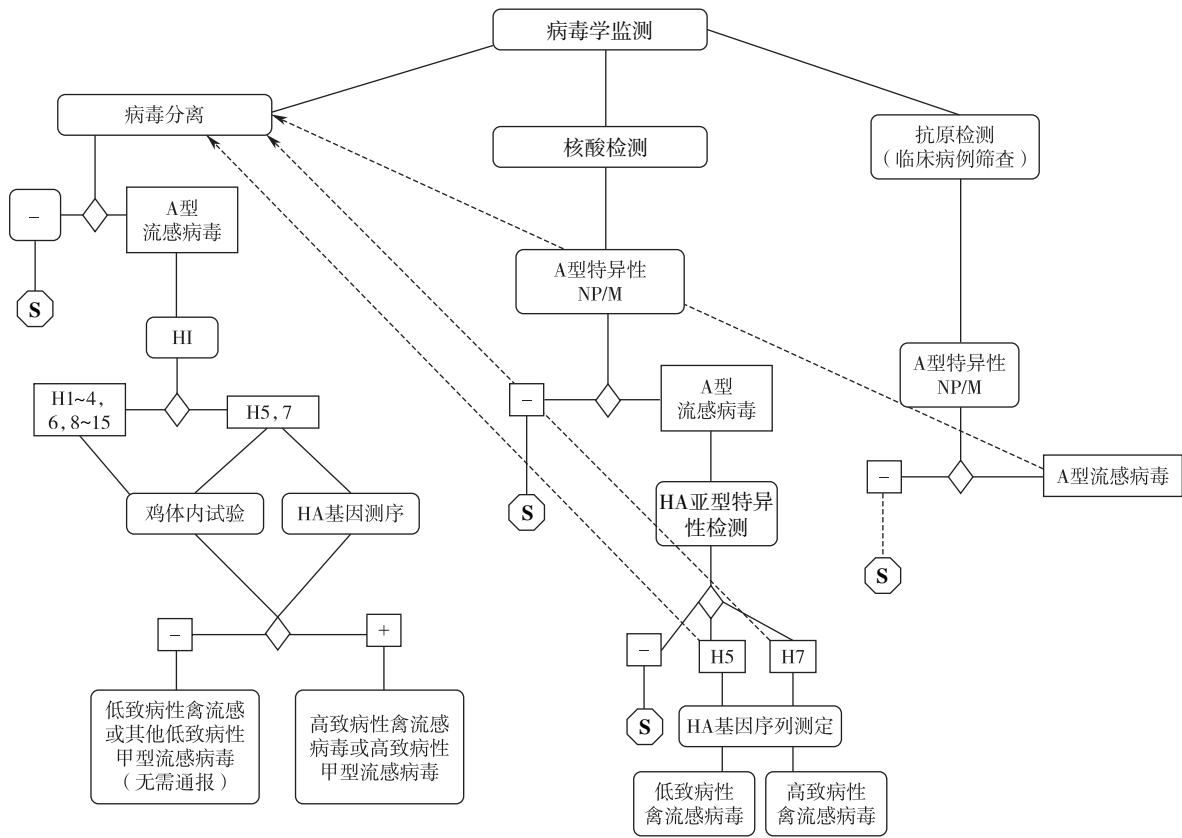 病毒学监测
病毒分离
核酸检测
抗原检测
（临床病例筛查）
–
A型
流感病毒
S
HI
H1~4,
6,8~15
H5,7
鸡体内试验
HA基因测序
–
+
低致病性禽流感
或其他低致病性
甲型流感病毒
（无需通报）
高致病性禽流感
病毒或高致病性
甲型流感病毒
A型特异性
NP/M
–
A型
流感病毒
S
HA亚型特异
性检测
–
H5
H7
S
HA基因序列测定
低致病性
禽流感病毒
高致病性
禽流感病毒
A型特异性
NP/M
–
A型流感病毒
S